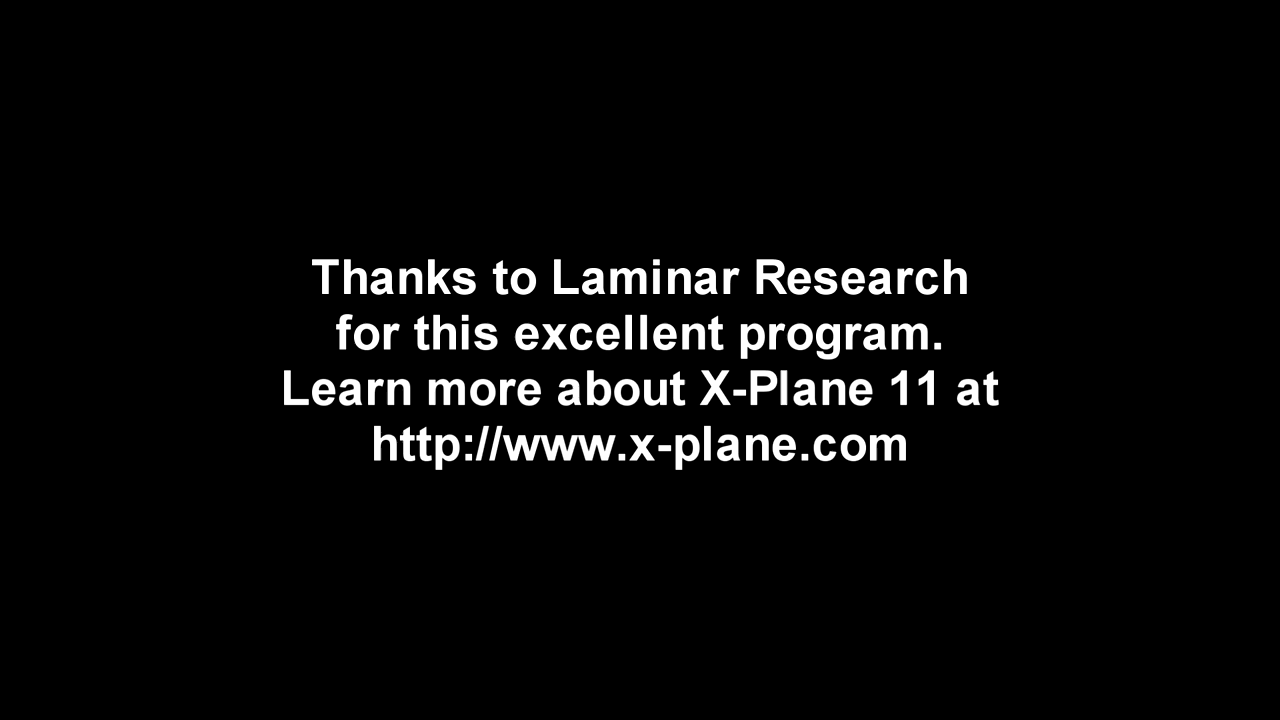 Thanks to Laminar Research
for this excellent program.
Learn more about X-Plane 11 at
http://www.x-plane.com